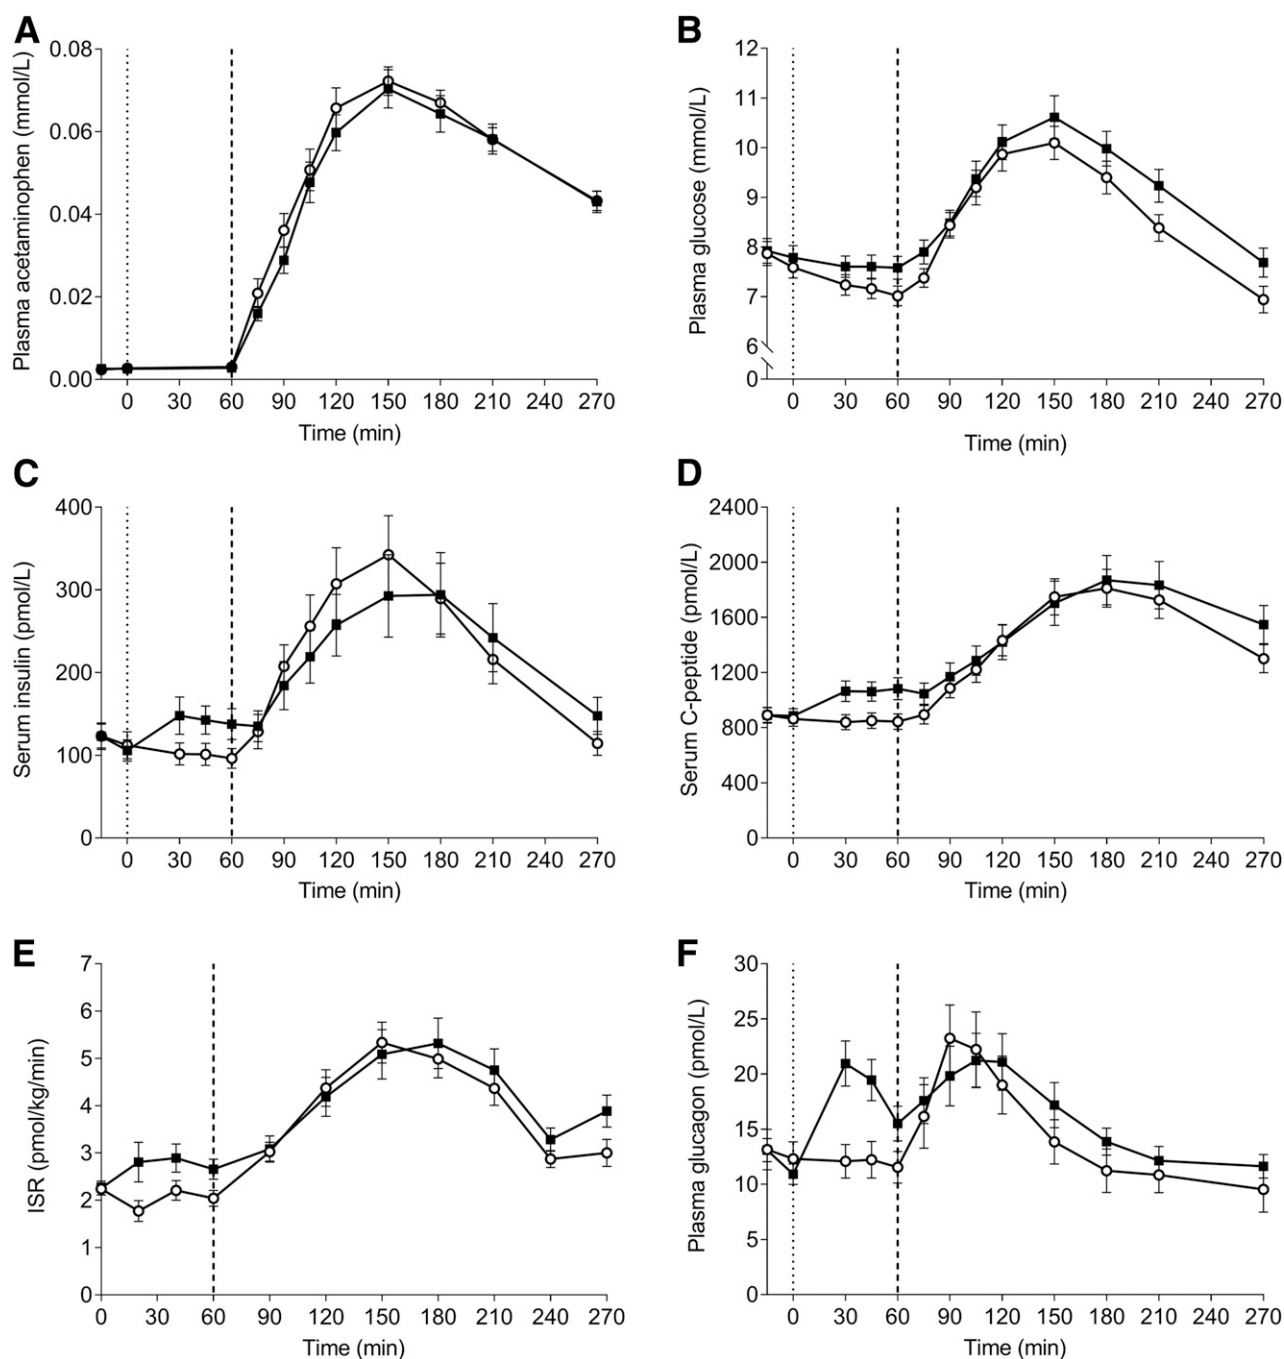 A
Plasma acetaminophen (mmol/L)
0.08
0.06
0.04
0.02
0.00
0 30 60 90 120 150 180 210 240 270
Time (min)
B
Plasma glucose (mmol/L)
12
11
10
9
8
7
6
0
0 30 60 90 120 150 180 210 240 270
Time (min)
C
Serum insulin (pmol/L)
400
300
200
100
0
0 30 60 90 120 150 180 210 240 270
Time (min)
D
Serum C-peptide (pmol/L)
2400
2000
1600
1200
800
400
0
0 30 60 90 120 150 180 210 240 270
Time (min)
E
ISR (pmol/kg/min)
7
6
5
4
3
2
1
0
0 30 60 90 120 150 180 210 240 270
Time (min)
F
Plasma glucagon (pmol/L)
30
25
20
15
10
5
0
0 30 60 90 120 150 180 210 240 270
Time (min)